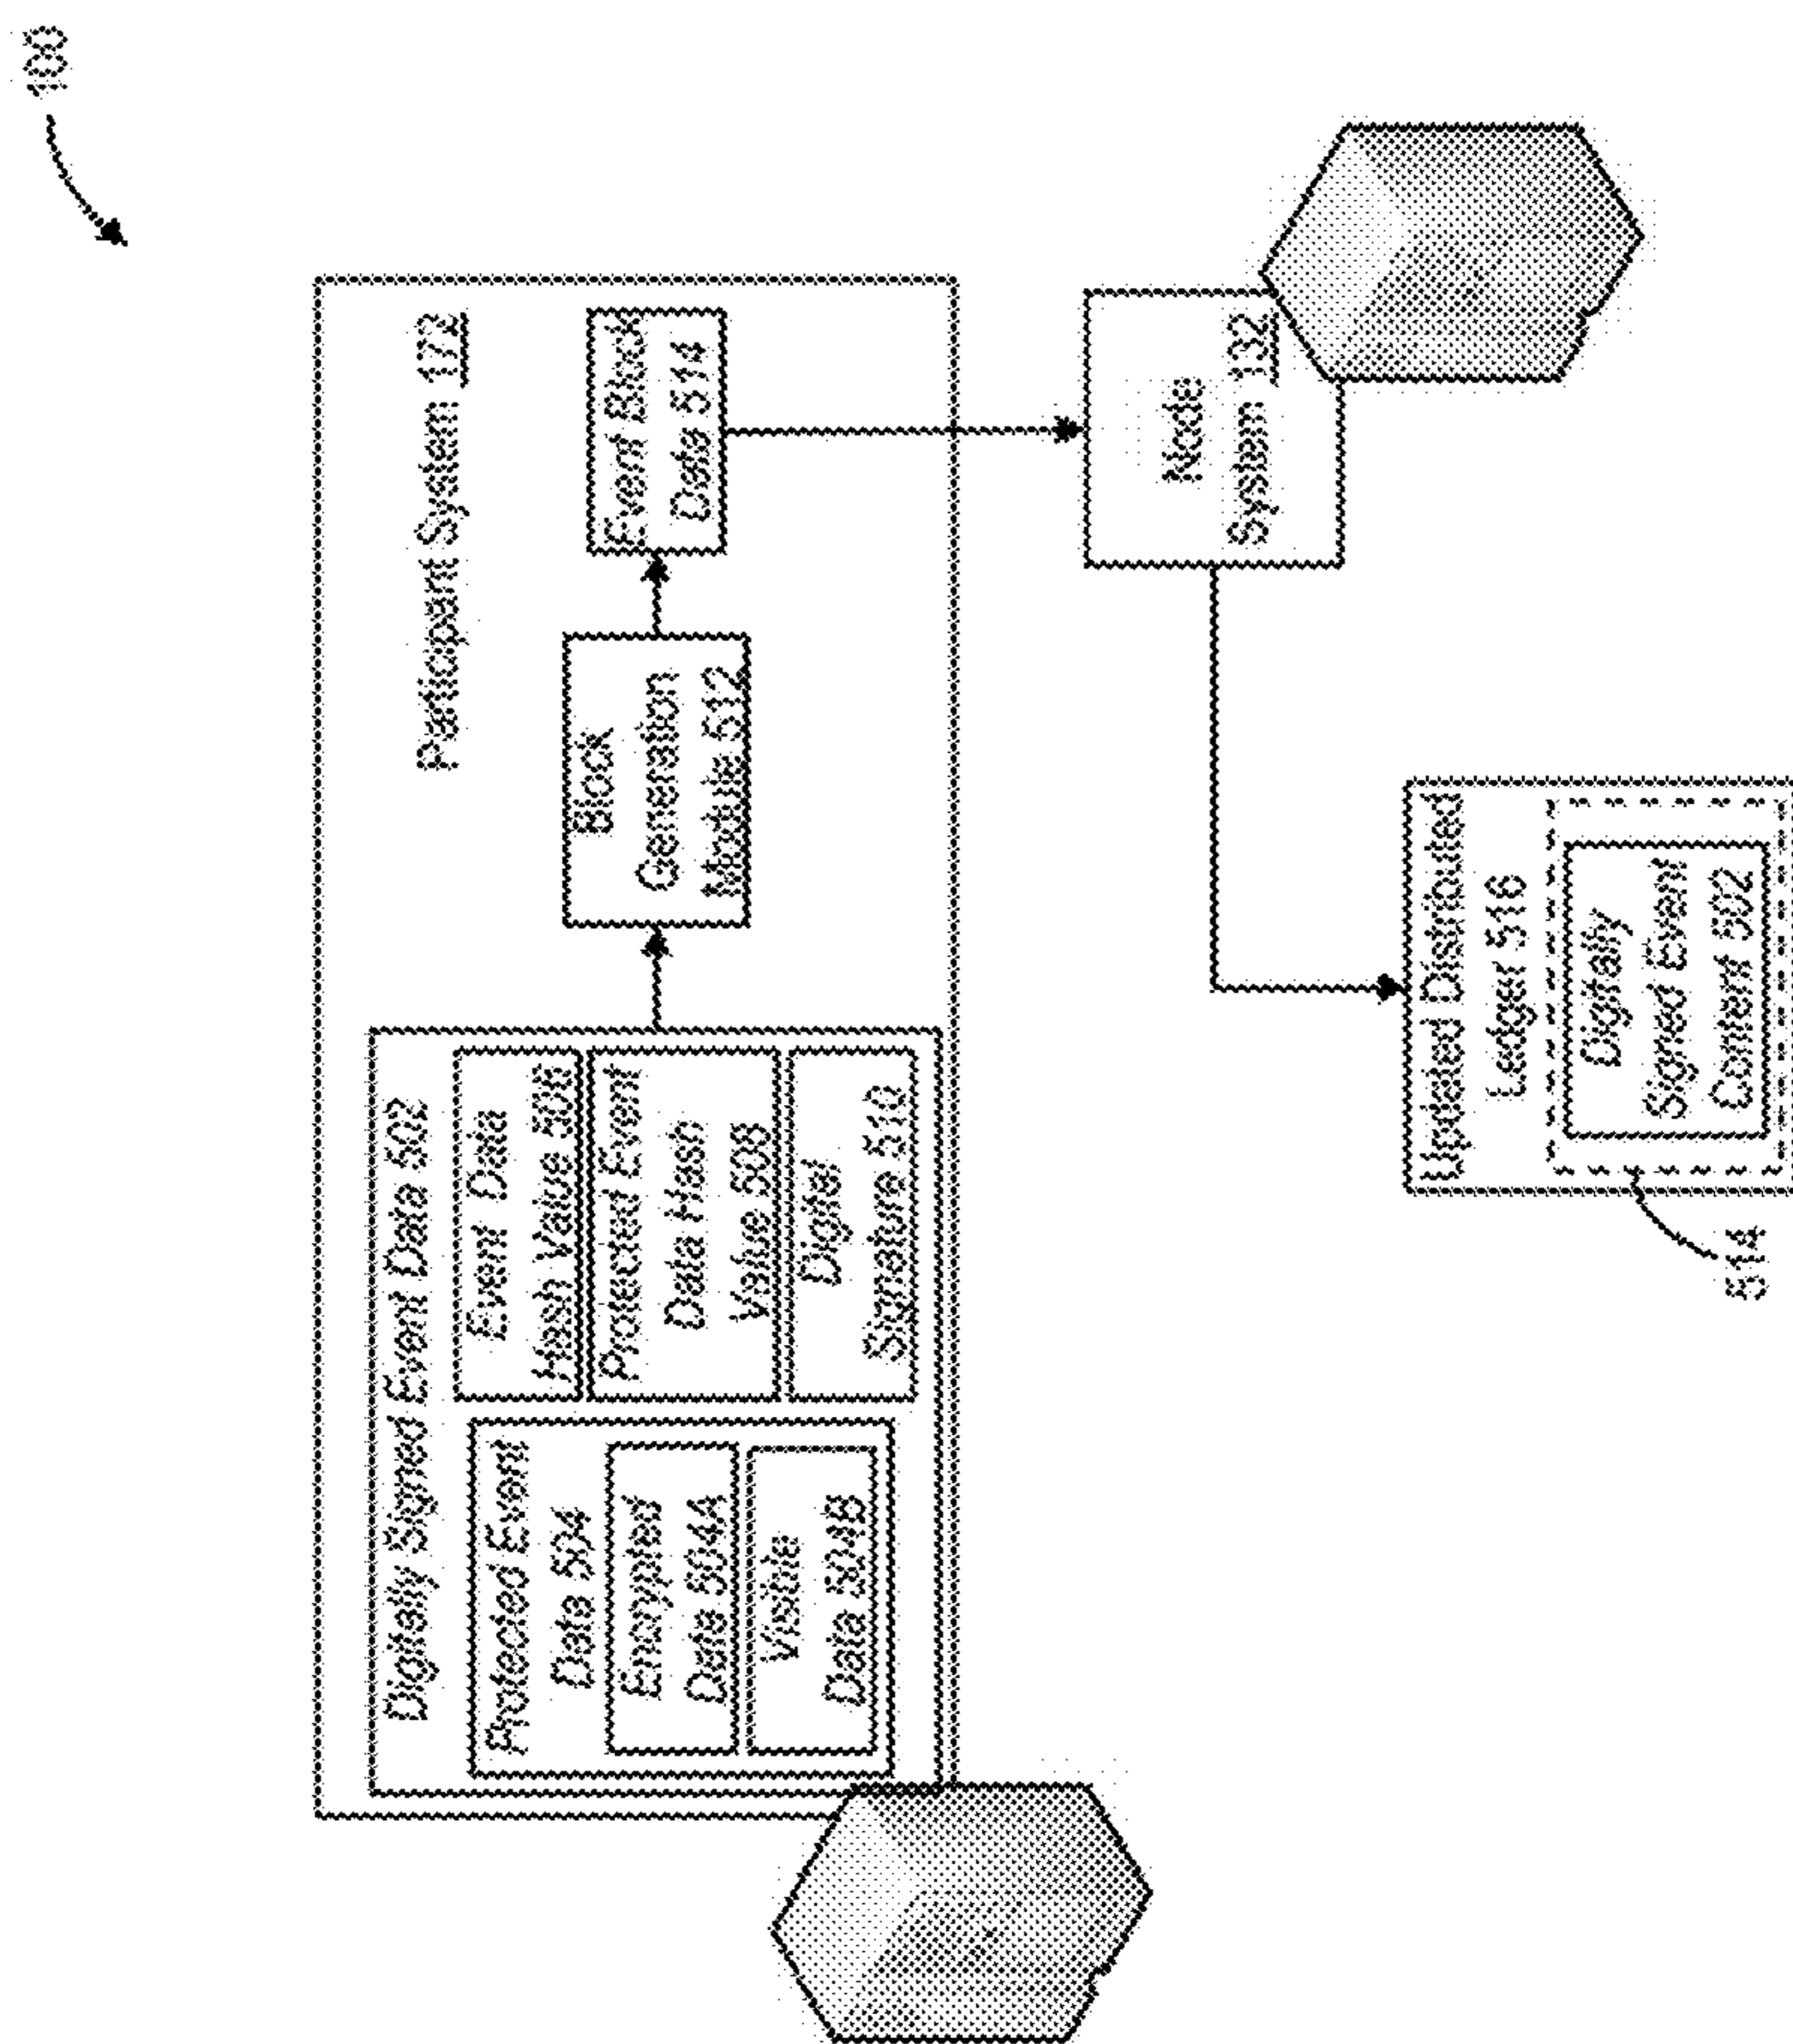 100
Participant System 172
Digitally Signed Event Data 502
Protected Event
Data 504
Encrypted
Data 504A
Visible
Data 504B
Event Data
Hash Value 506
Protected Event
Data Hash
Value 508
Digital
Signature 510
Block
Generation
Module 512
Event Block
Data 514
Node
System 132
Updated Distributed
Ledger 516
Digitally
Signed Event
Content 502
514